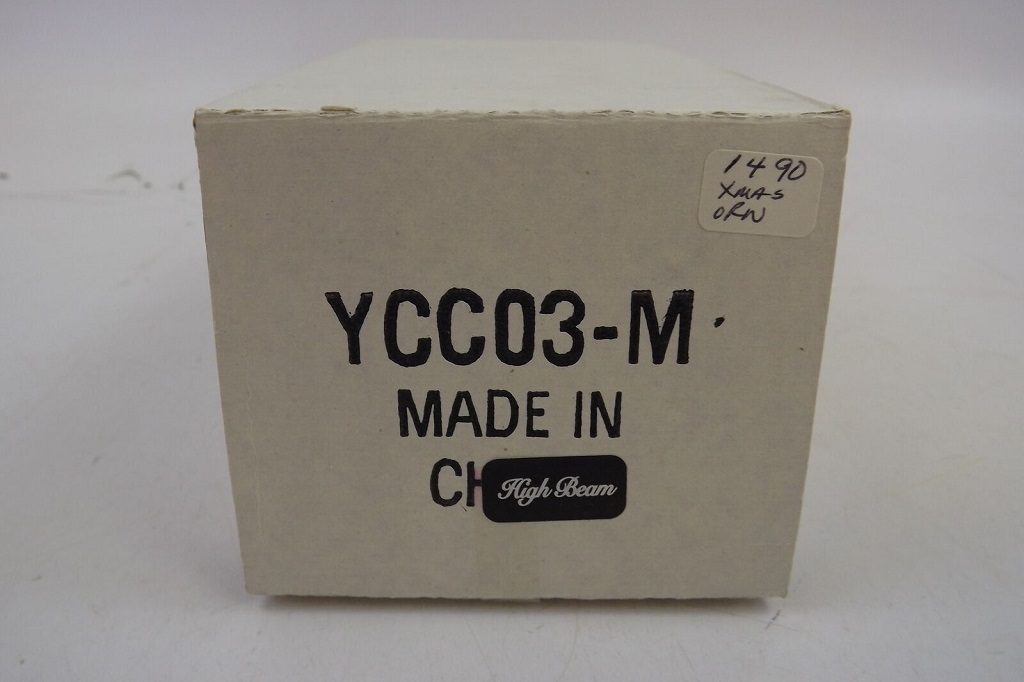 1490
XMAS
ORN
YCC03-M
MADE IN
CH
High Beam